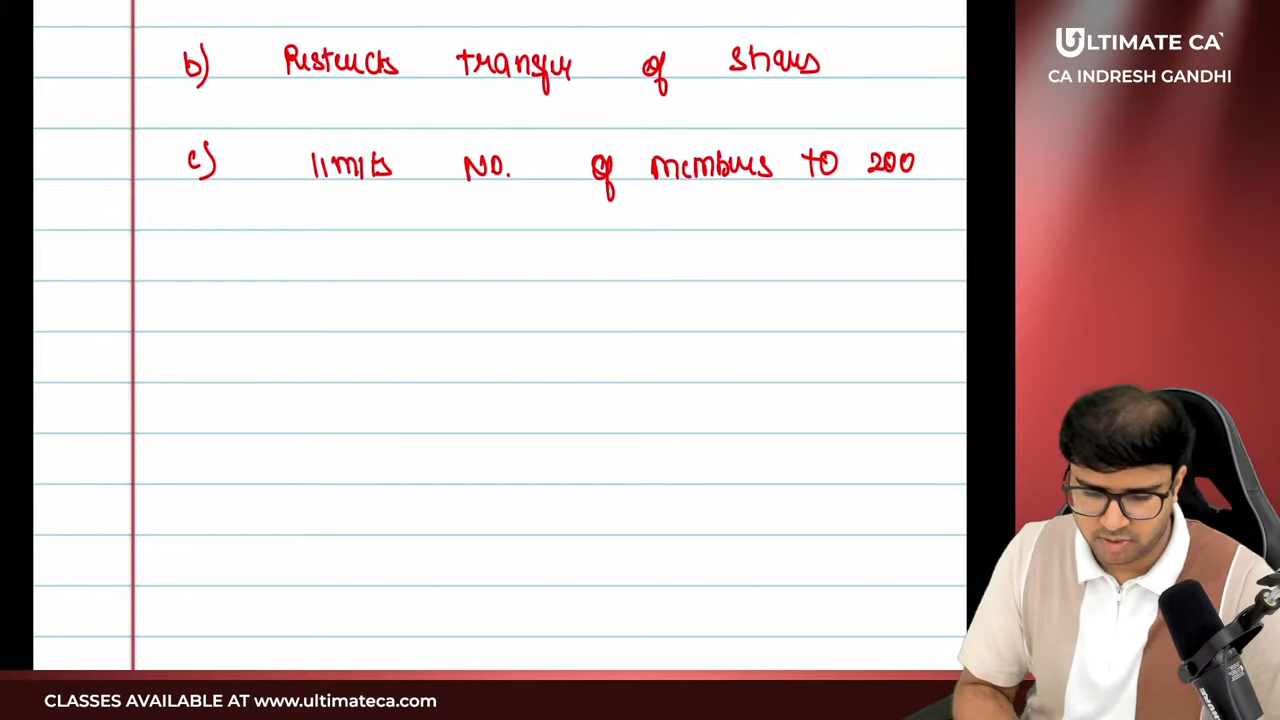 b) Restricts transfer of shares
ULTIMATE CA
CA INDRESH GANDHI
c) limits NO. of members to 200
CLASSES AVAILABLE AT www.ultimateca.com